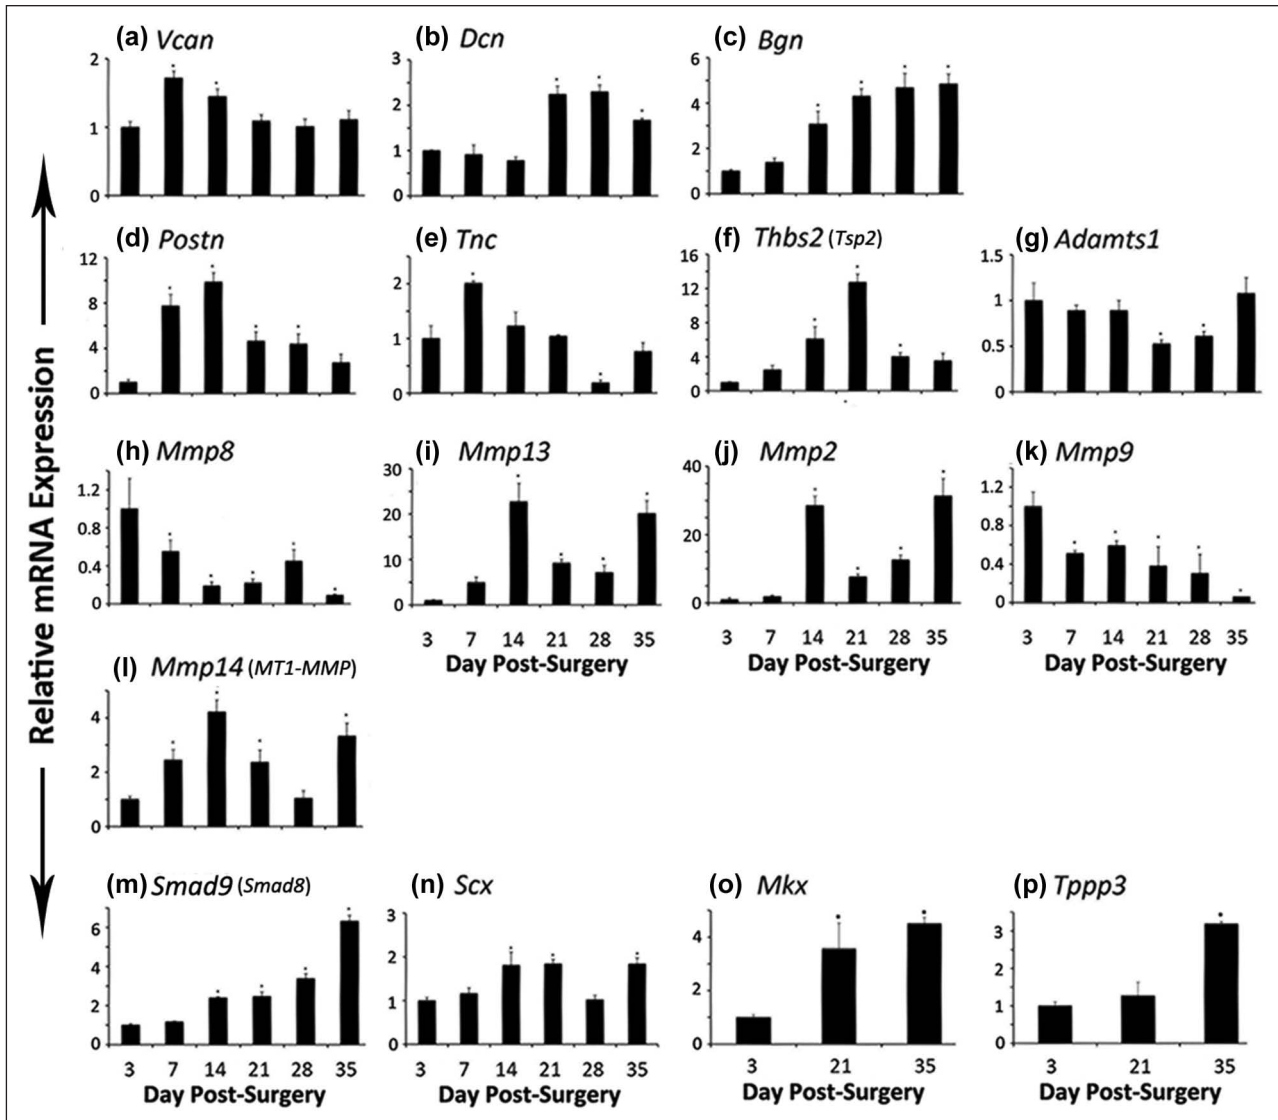 Relative mRNA Expression
(a) Vcan
2
1
0
(b) Dcn
3
2
1
0
(c) Bgn
6
4
2
0
(d) Postn
12
8
4
0
(e) Tnc
2
1
0
(f) Thbs2 (Tsp2)
16
12
8
4
0
(g) Adamts1
1.5
1
0.5
0
(h) Mmp8
1.2
0.8
0.4
0
(i) Mmp13
30
20
10
0
3 7 14 21 28 35
Day Post-Surgery
(j) Mmp2
40
20
0
3 7 14 21 28 35
Day Post-Surgery
(k) Mmp9
1.2
0.8
0.4
0
3 7 14 21 28 35
Day Post-Surgery
(l) Mmp14 (MT1-MMP)
4
2
0
(m) Smad9 (Smad8)
6
4
2
0
3 7 14 21 28 35
Day Post-Surgery
(n) Scx
3
2
1
0
3 7 14 21 28 35
Day Post-Surgery
(o) Mkx
4
2
0
3 21 35
Day Post-Surgery
(p) Tppp3
3
2
1
0
3 21 35
Day Post-Surgery